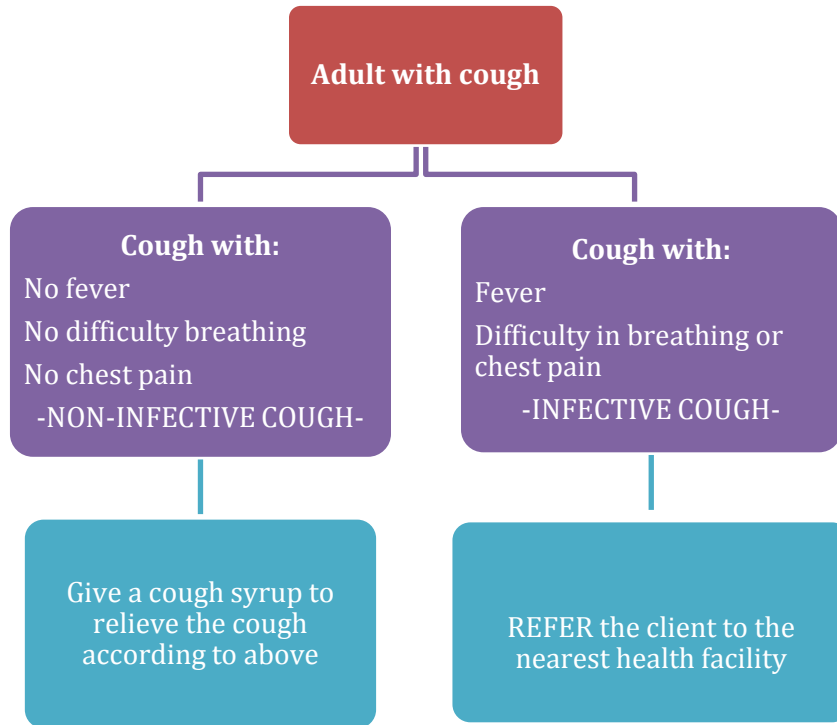 Adult with cough
Cough with:
No fever
No difficulty breathing
No chest pain
-NON-INFECTIVE COUGH-
Give a cough syrup to
relieve the cough
according to above
Cough with:
Fever
Difficulty in breathing or
chest pain
-INFECTIVE COUGH-
REFER the client to the
nearest health facility